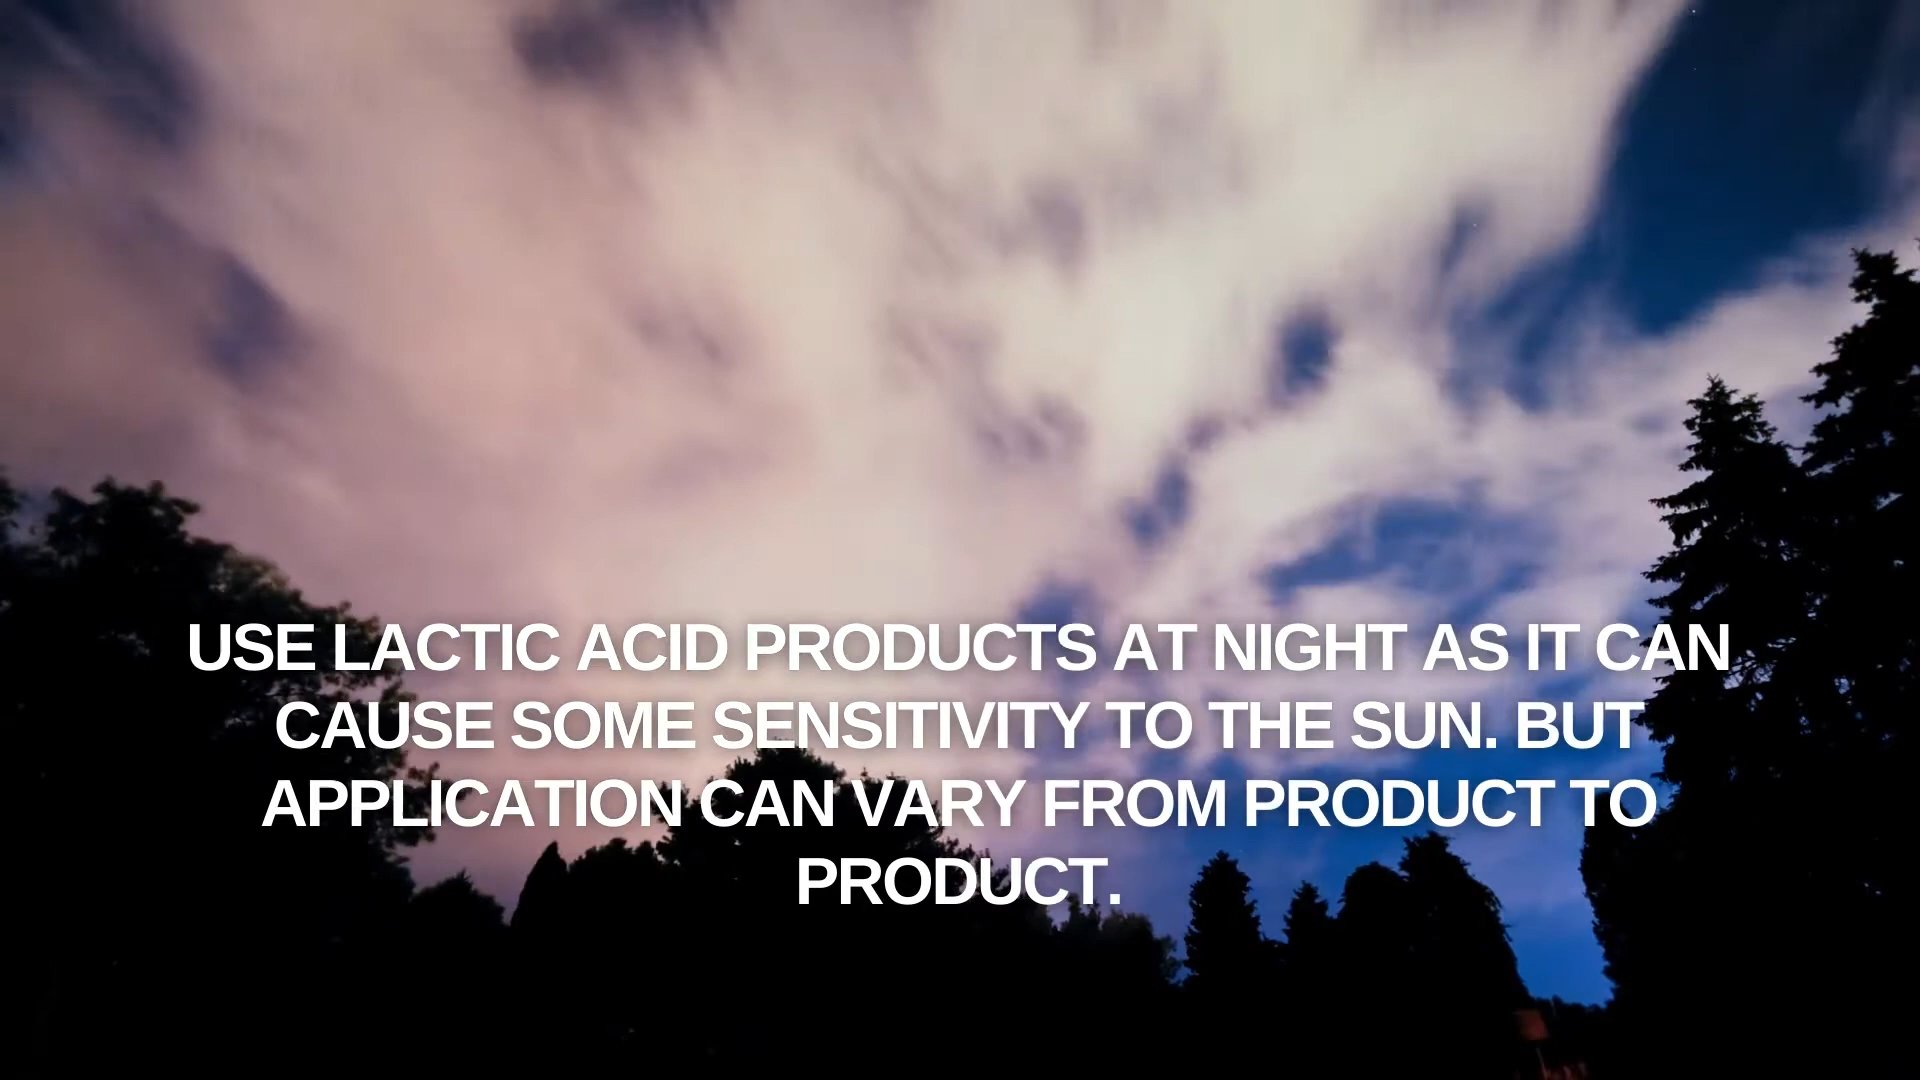 USE LACTIC ACID PRODUCTS AT NIGHT AS IT CAN
CAUSE SOME SENSITIVITY TO THE SUN. BUT
APPLICATION CAN VARY FROM PRODUCT TO
PRODUCT.